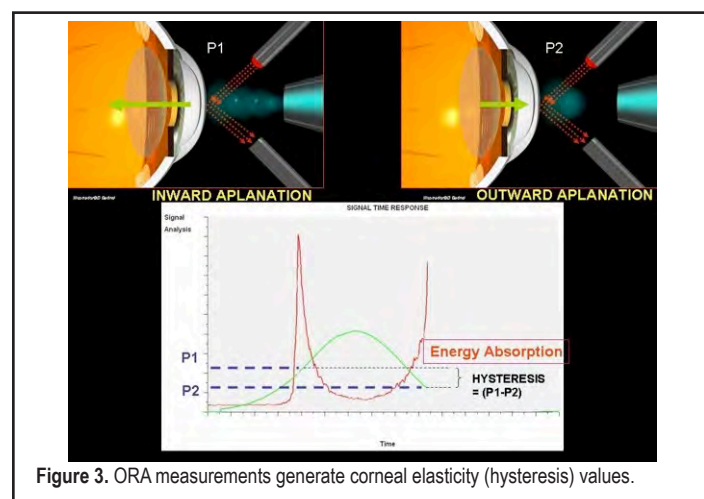 P1
P2
INWARD APLANATION
OUTWARD APLANATION
SIGNAL TIME RESPONSE
Signal
Analysis
P1
Energy Absorption
P2
HYSTERESIS
= (P1-P2)
Time
Figure 3. ORA measurements generate corneal elasticity (hysteresis) values.